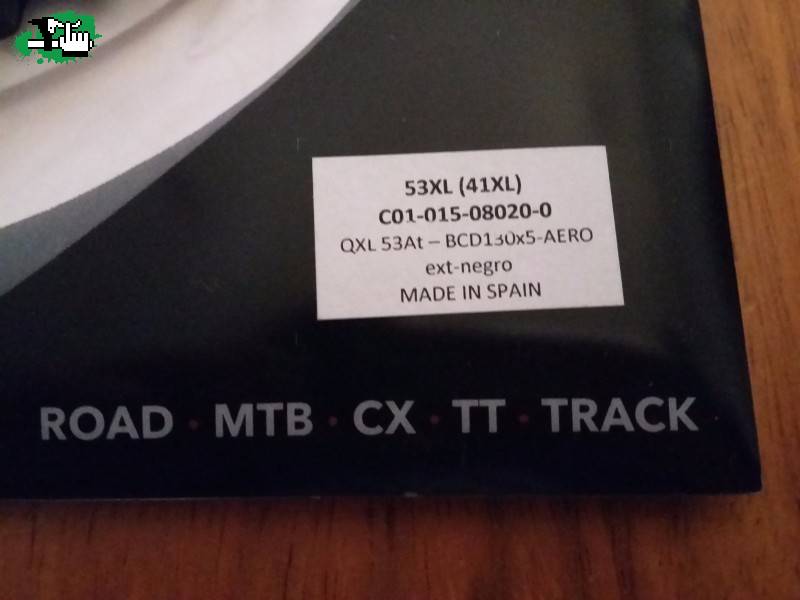 53XL (41XL)
C01-015-08020-0
QXL 53At – BCD130x5-AERO
ext-negro
MADE IN SPAIN
ROAD · MTB · CX · TT · TRACK